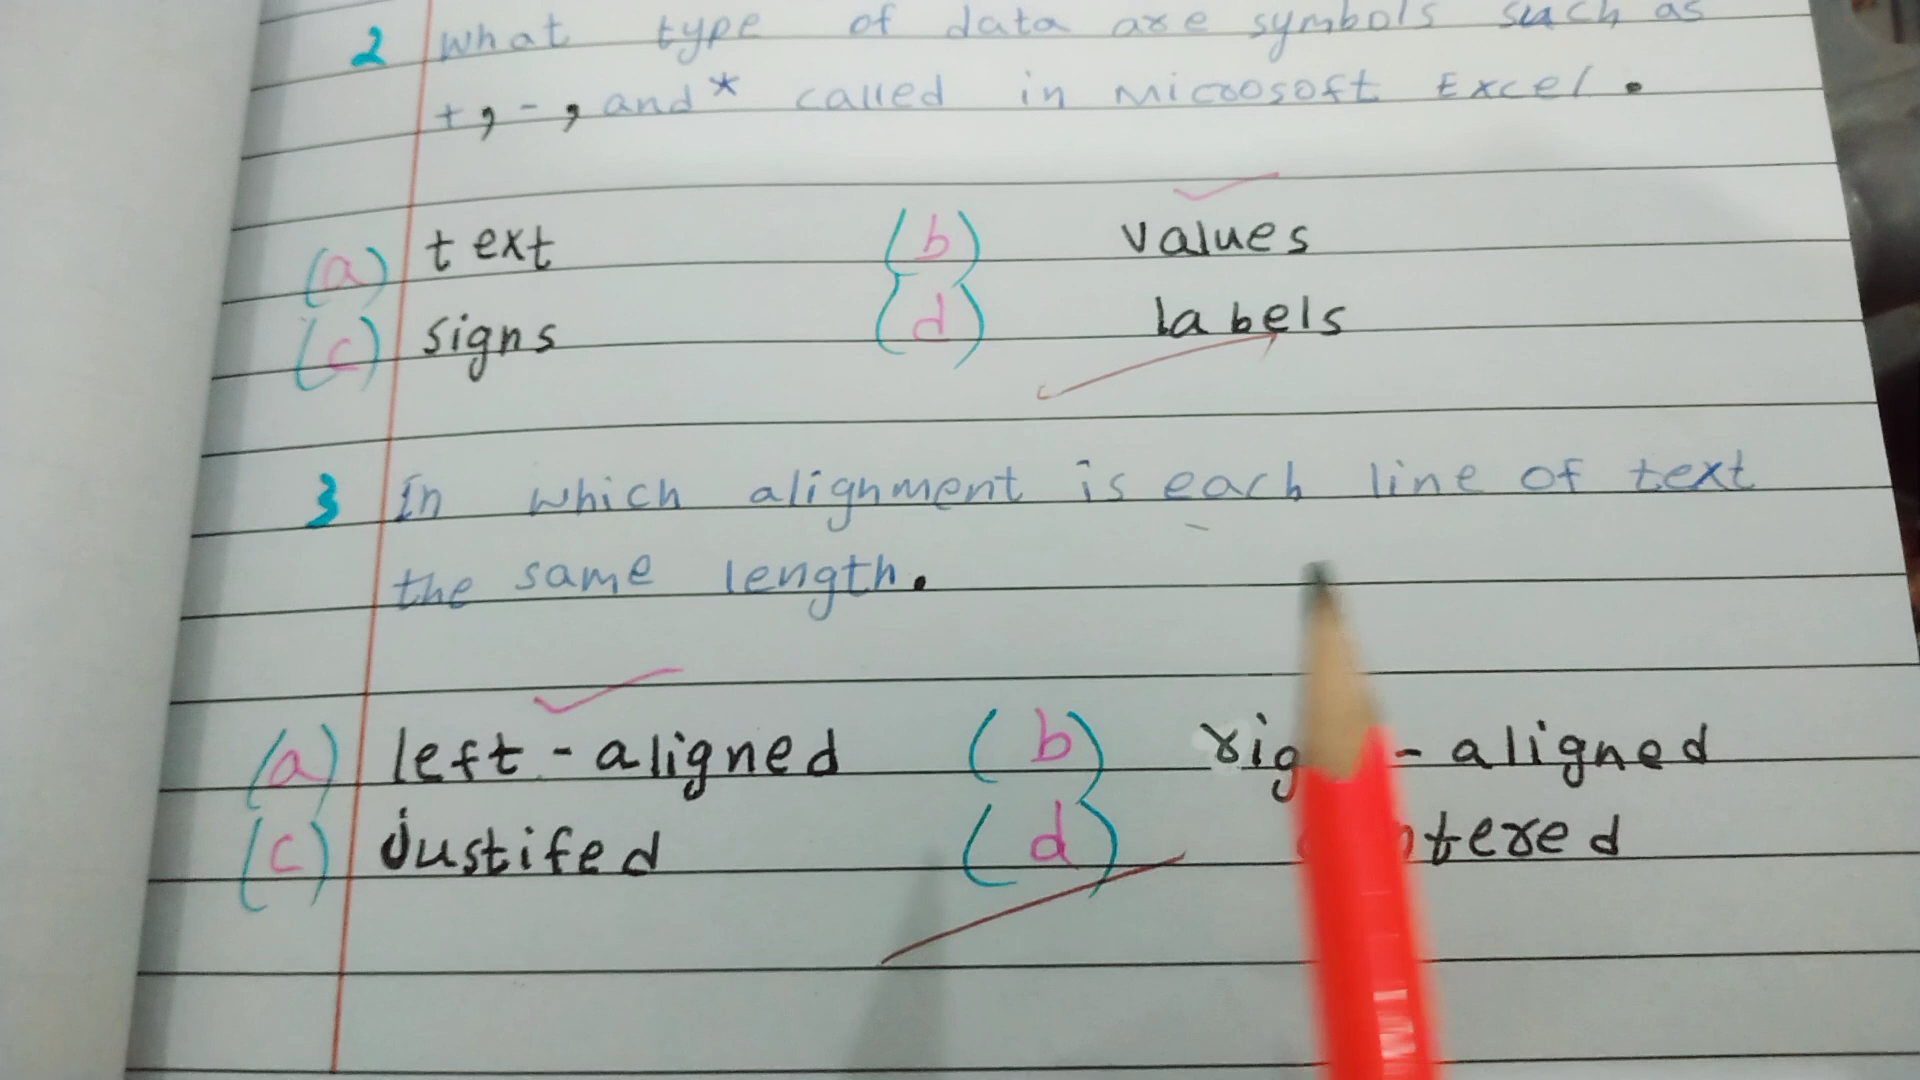 2 What type of data are symbols such as
+, -, and * called in Microsoft Excel.
(a) text (b) values
(c) signs (d) labels
3 In which alignment is each line of text
the same length.
(a) left-aligned (b) -aligned
(c) Justifed (d)